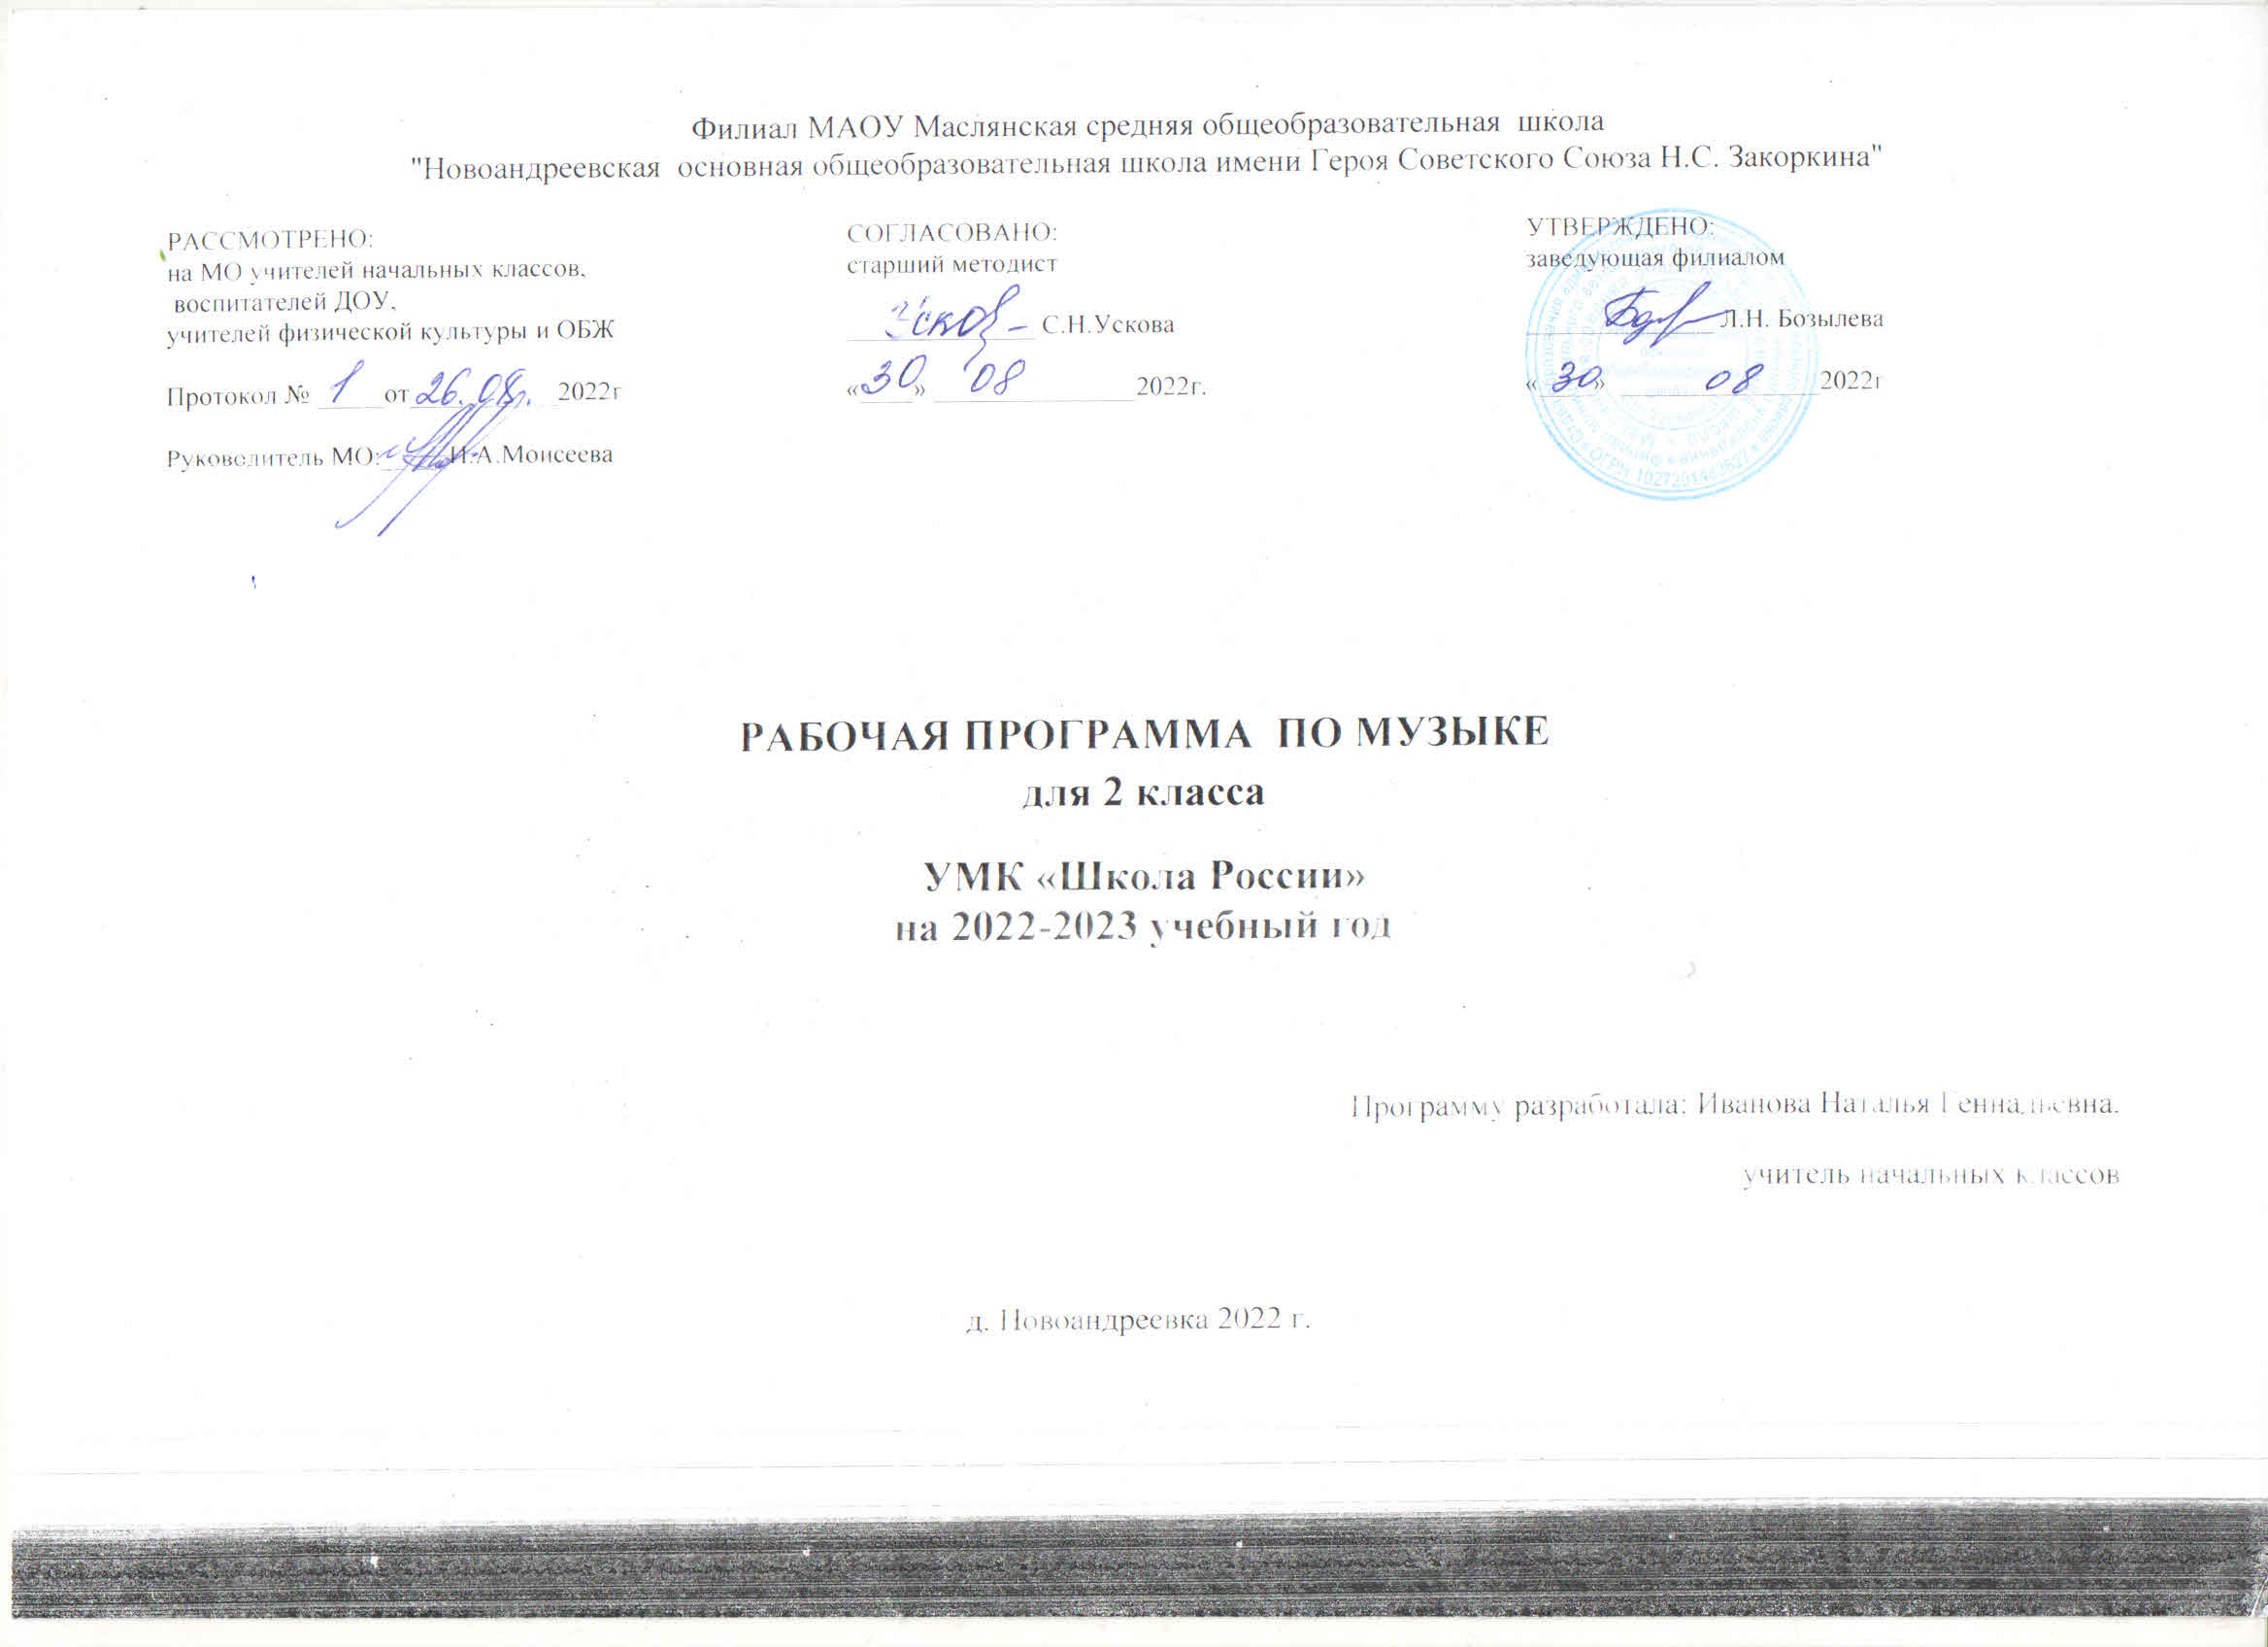 Филиал МАОУ Маслянская средняя общеобразовательная школа
"Новоандреевская основная общеобразовательная школа имени Героя Советского Союза Н.С. Закоркина"
РАССМОТРЕНО:
на МО учителей начальных классов,
воспитателей ДОУ,
учителей физической культуры и ОБЖ
Протокол № 1 от 26.08г. 2022г
Руководитель МО: И.А.Моисеева
СОГЛАСОВАНО:
старший методист
С.Н.Ускова
«30» 08 2022г.
УТВЕРЖДЕНО:
заведующая филиалом
Л.Н. Бозылева
«30» 08 2022г
РАБОЧАЯ ПРОГРАММА ПО МУЗЫКЕ
для 2 класса
УМК «Школа России»
на 2022-2023 учебный год
Программу разработала: Иванова Наталья Геннадьевна,
учитель начальных классов
д. Новоандреевка 2022 г.